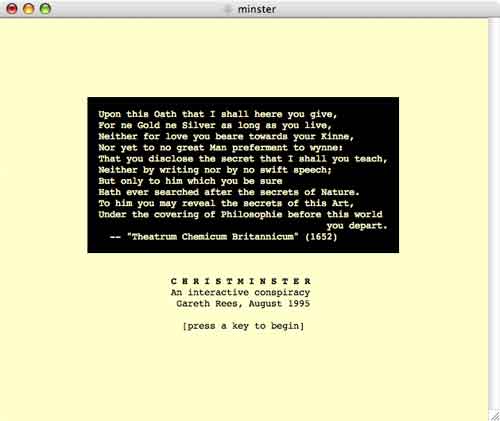 minster
Upon this Oath that I shall heere you give,
For ne Gold ne Silver as long as you live,
Neither for love you beare towards your Kinne,
Nor yet to no great Man preferment to wynne:
That you disclose the secret that I shall you teach,
Neither by writing nor by no swift speech;
But only to him which you be sure
Hath ever searched after the secrets of Nature.
To him you may reveal the secrets of this Art,
Under the covering of Philosophie before this world
you depart.
-- "Theatrum Chemicum Britannicum" (1652)
C H R I S T M I N S T E R
An interactive conspiracy
Gareth Rees, August 1995
[press a key to begin]